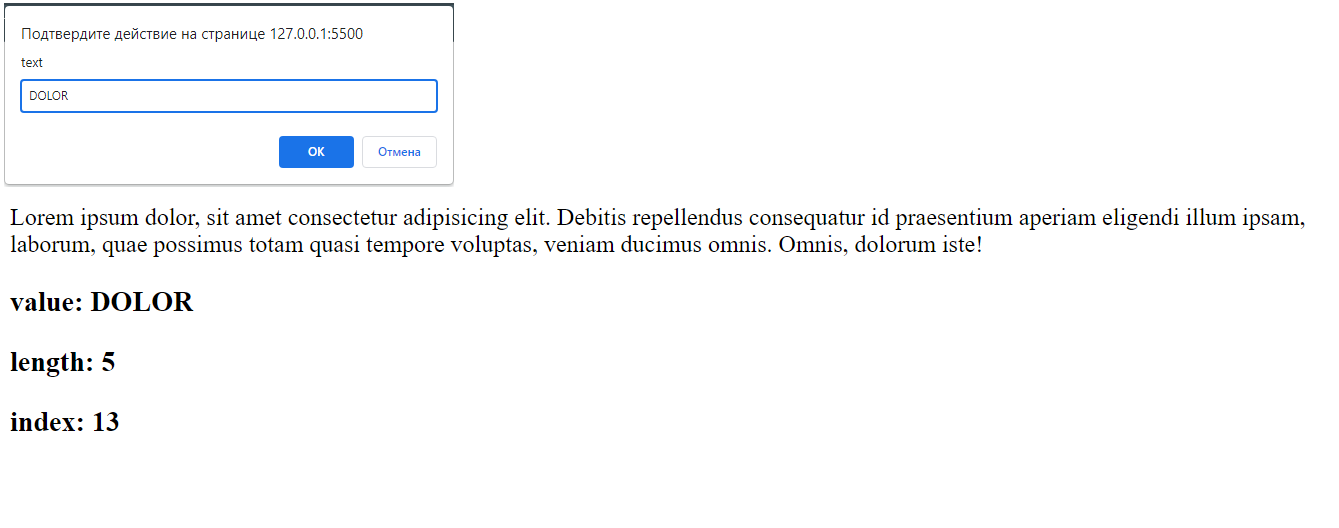 Подтвердите действие на странице 127.0.0.1:5500
text
DOLOR
ОК
Отмена
Lorem ipsum dolor, sit amet consectetur adipisicing elit. Debitis repellendus consequatur id praesentium aperiam eligendi illum ipsam,
laborum, quae possimus totam quasi tempore voluptas, veniam ducimus omnis. Omnis, dolorum iste!
value: DOLOR
length: 5
index: 13